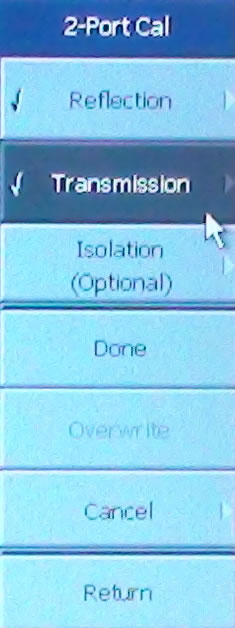 2-Port Cal
√ Reflection
√ Transmission
Isolation
(Optional)
Done
Overwrite
Cancel
Return